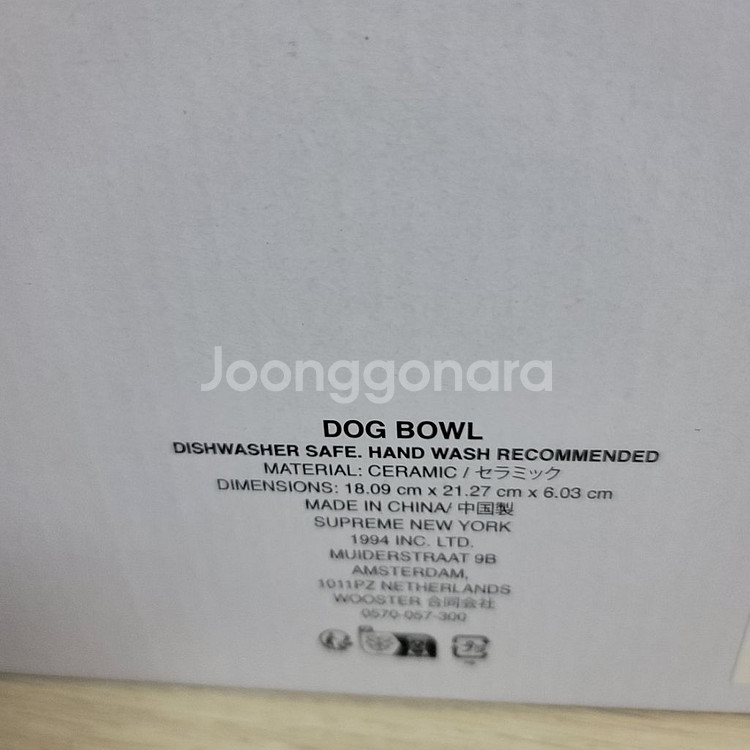 Joonggonara
DOG BOWL
DISHWASHER SAFE. HAND WASH RECOMMENDED
MATERIAL: CERAMIC / セラミック
DIMENSIONS: 18.09 cm x 21.27 cm x 6.03 cm
MADE IN CHINA/ 中国製
SUPREME NEW YORK
1994 INC. LTD.
MUIDERSTRAAT 9B
AMSTERDAM,
1011PZ NETHERLANDS
WOOSTER 合同会社
0570-057-300